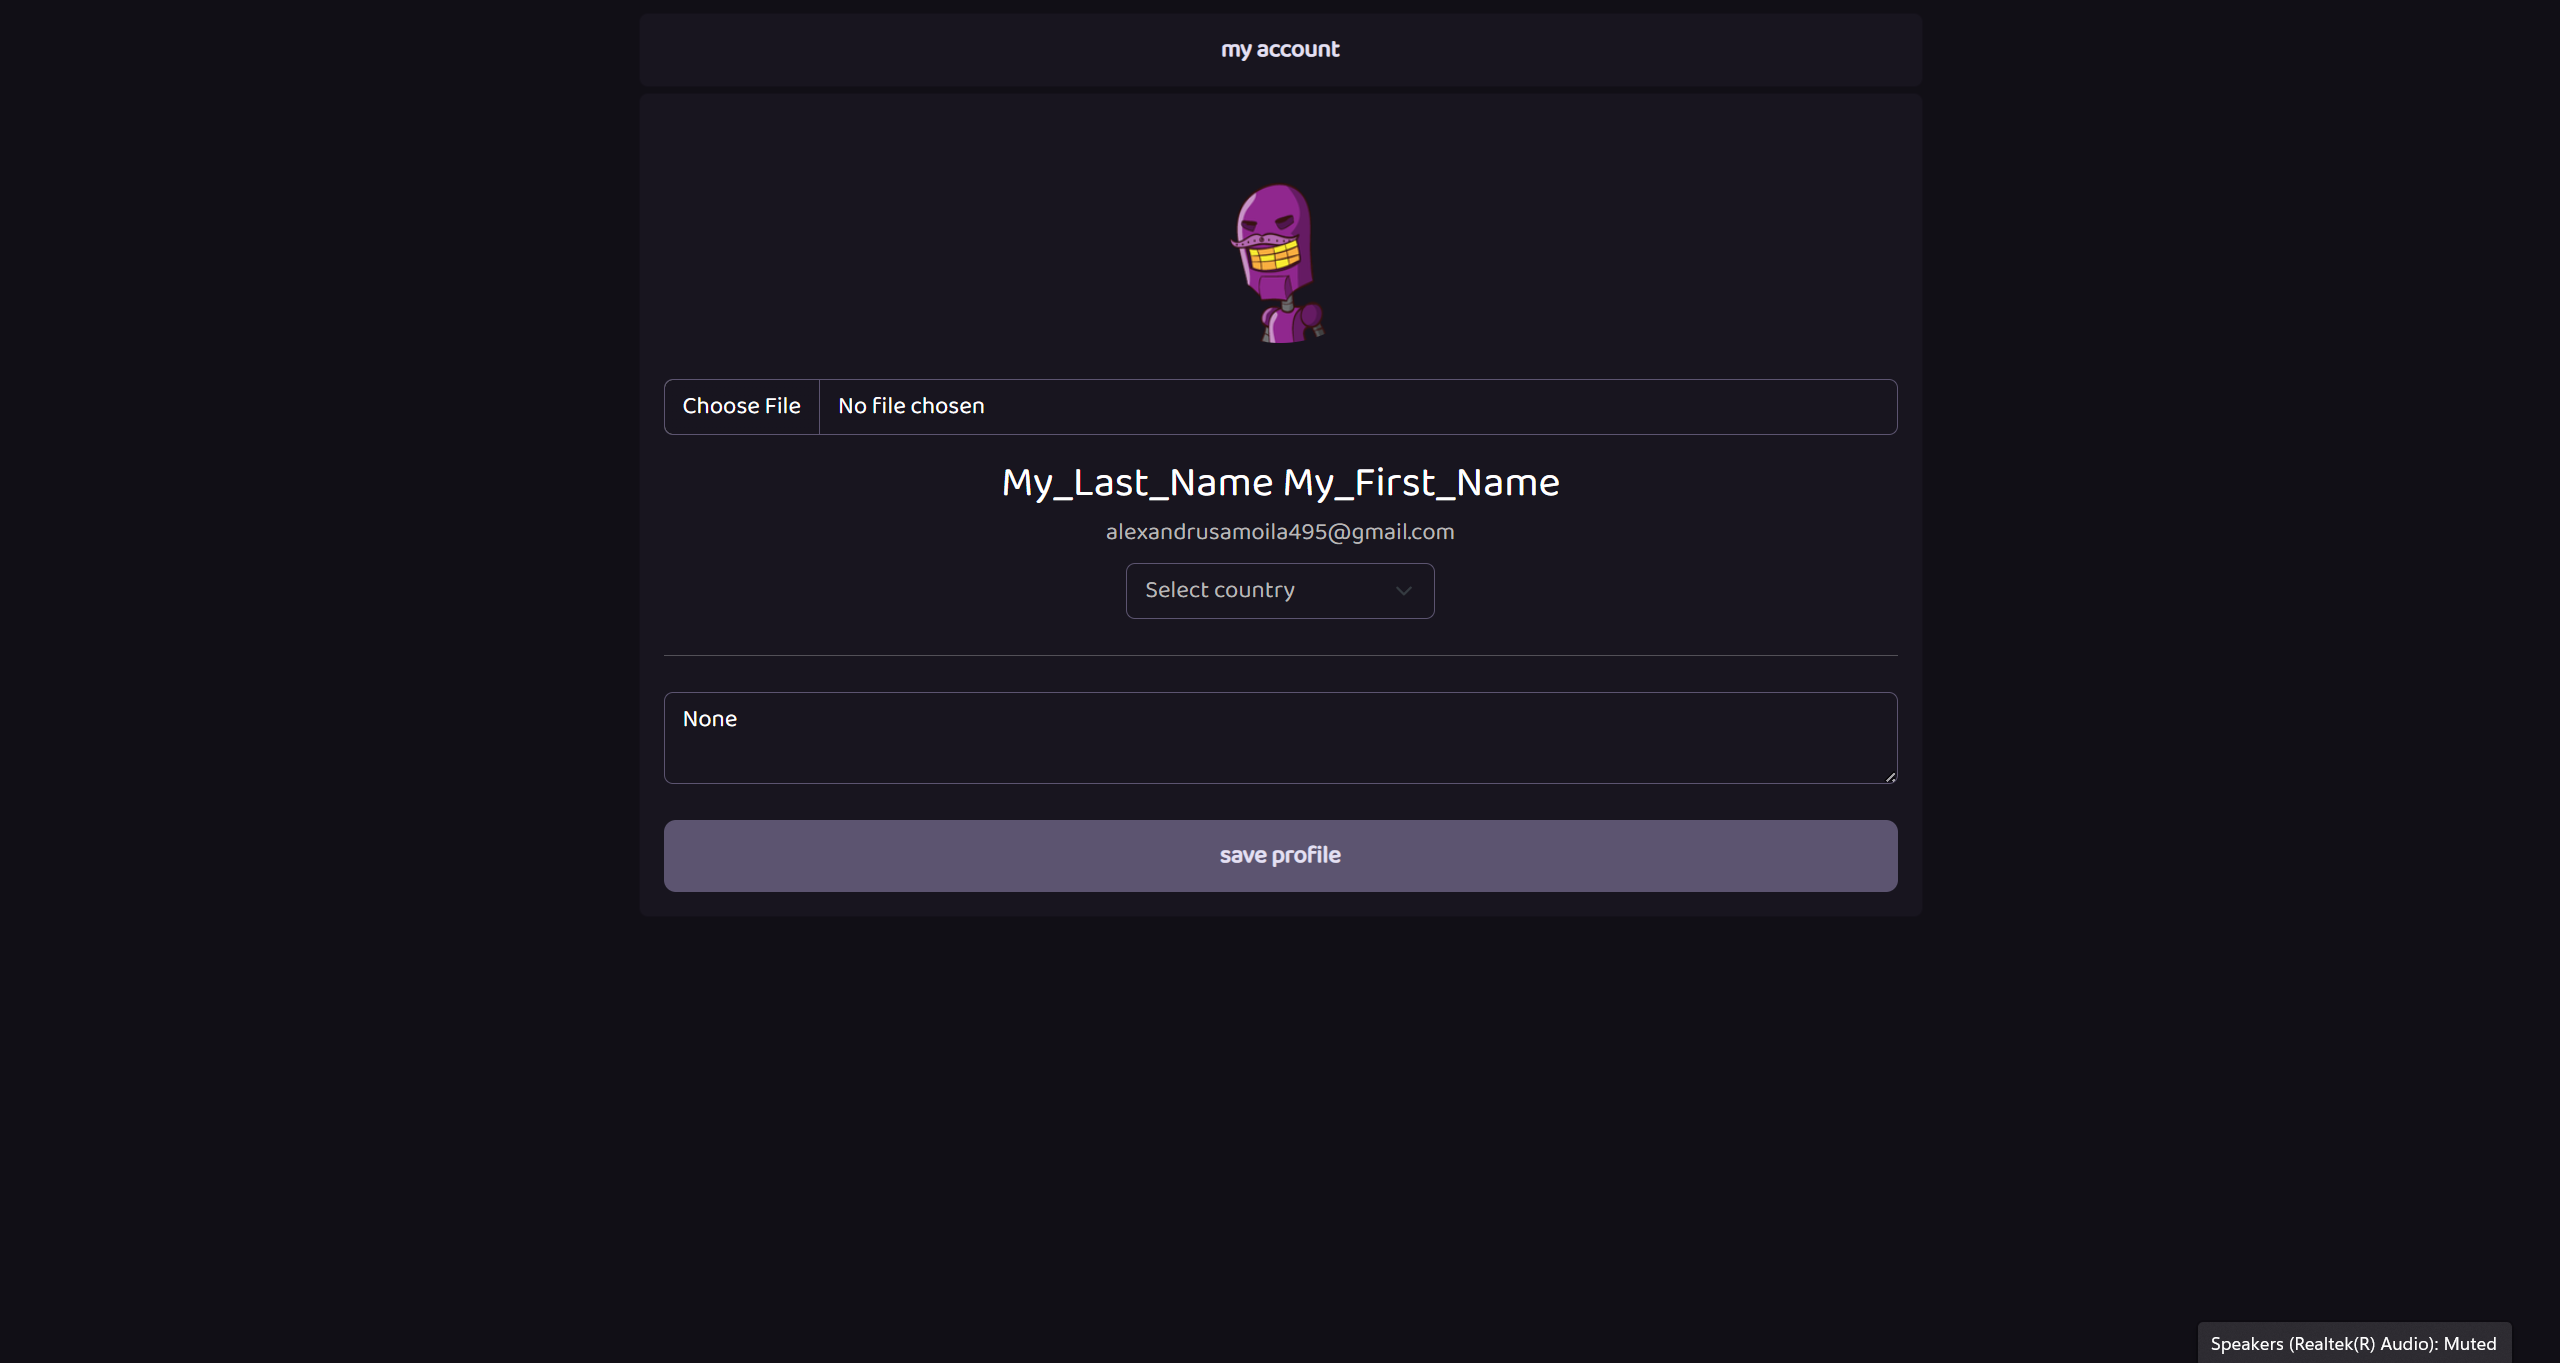 my account
Choose File No file chosen
My_Last_Name My_First_Name
alexandrusamoila495@gmail.com
Select country
None
save profile
Speakers (Realtek(R) Audio): Muted